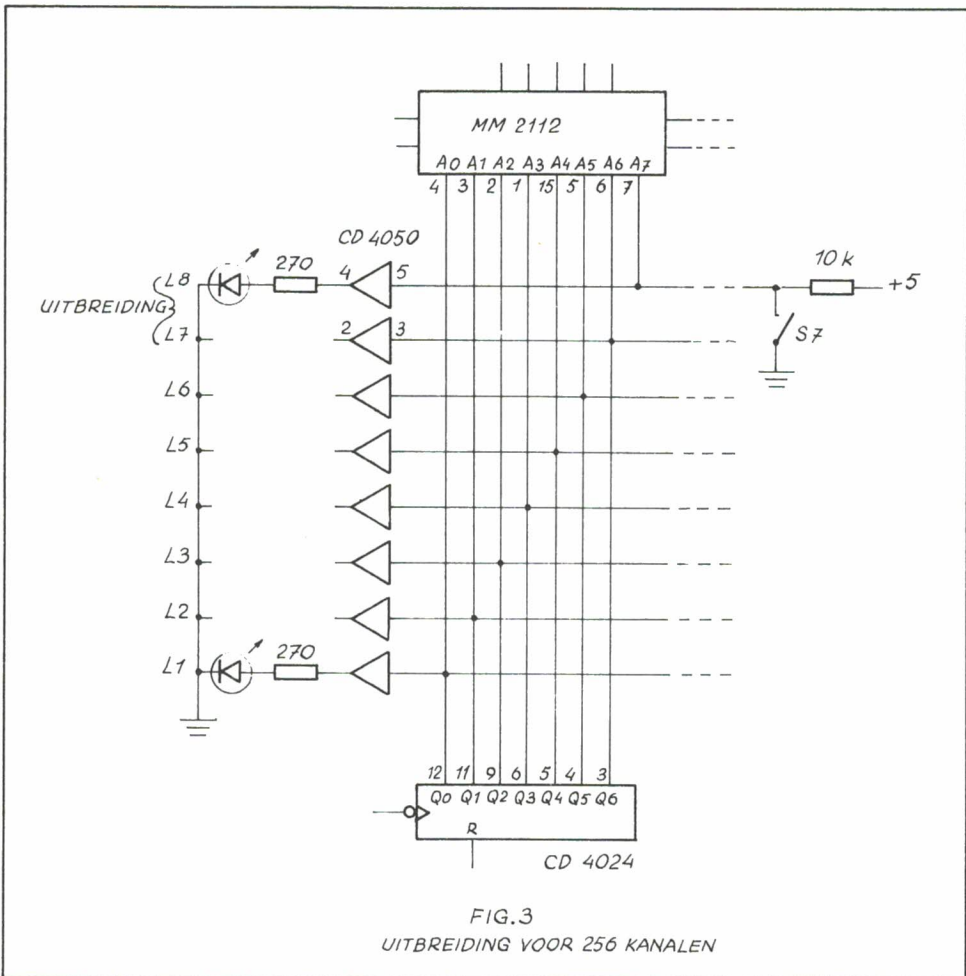 MM 2112
A0 A1 A2 A3 A4 A5 A6 A7
4 3 2 1 15 5 6 7
CD 4050
L8 270 4 5 10 k +5
UITBREIDING
L7 2 3 S7
L6
L5
L4
L3
L2
L1 270
12 11 9 6 5 4 3
Q0 Q1 Q2 Q3 Q4 Q5 Q6
R
CD 4024
FIG.3
UITBREIDING VOOR 256 KANALEN